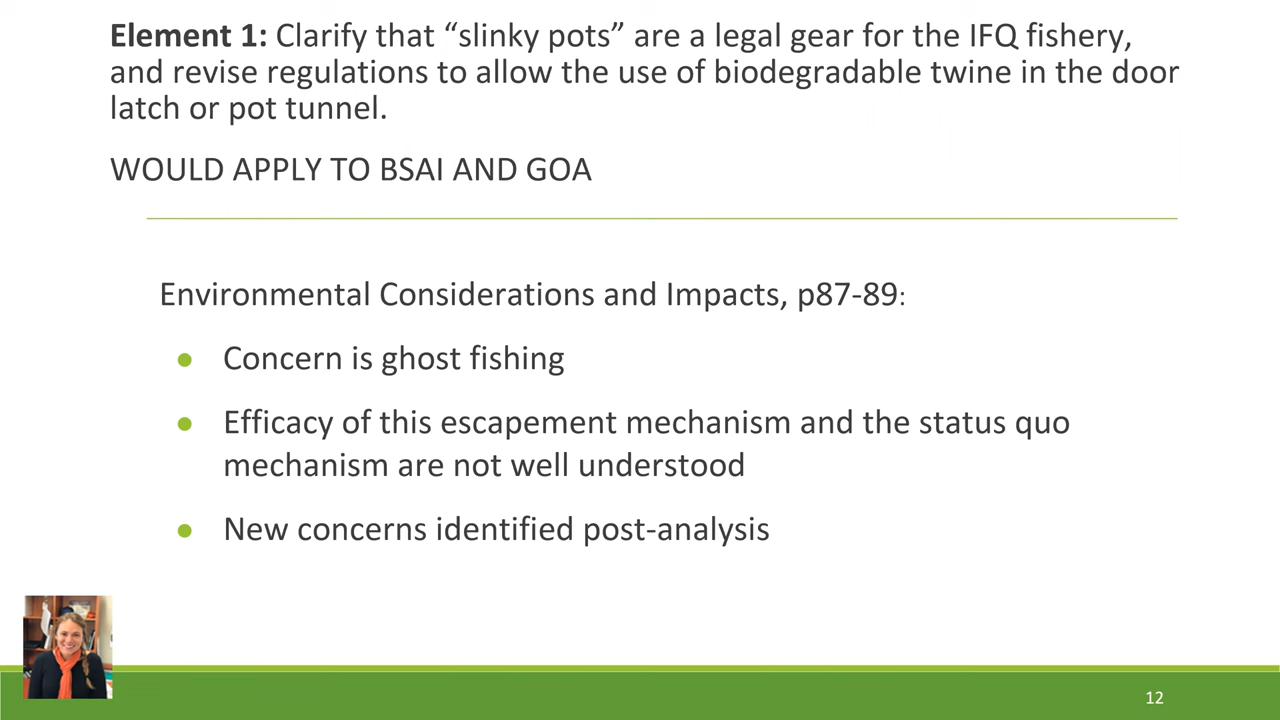 Element 1: Clarify that “slinky pots” are a legal gear for the IFQ fishery,
and revise regulations to allow the use of biodegradable twine in the door
latch or pot tunnel.
WOULD APPLY TO BSAI AND GOA
Environmental Considerations and Impacts, p87-89:
● Concern is ghost fishing
● Efficacy of this escapement mechanism and the status quo
mechanism are not well understood
● New concerns identified post-analysis
12